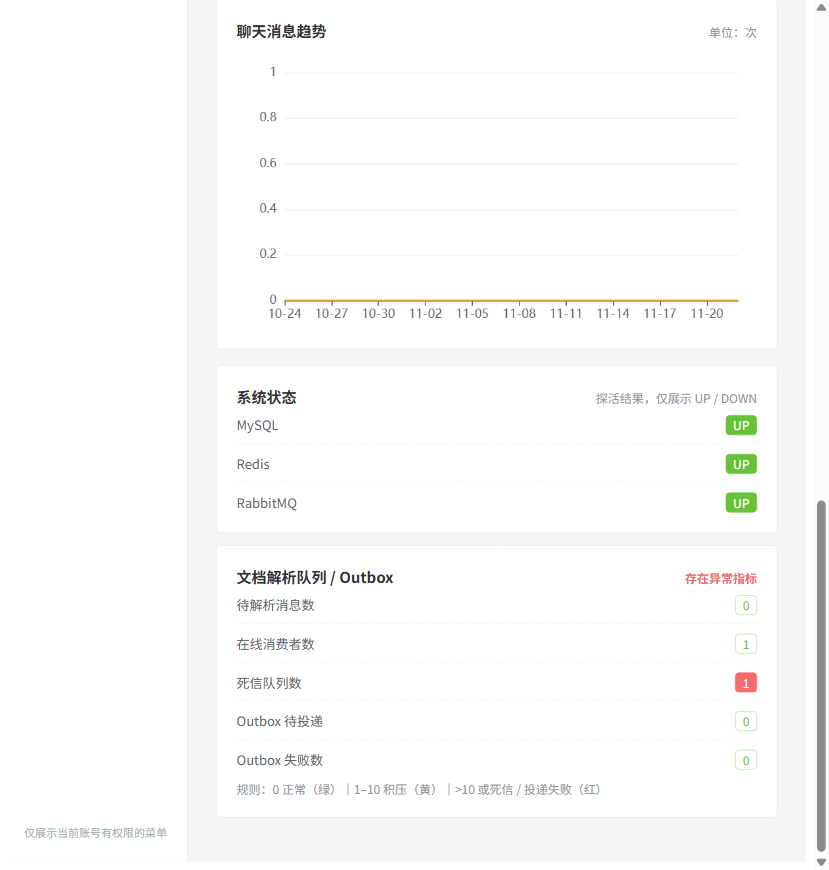 聊天消息趋势 单位：次
1
0.8
0.6
0.4
0.2
0
10-24 10-27 10-30 11-02 11-05 11-08 11-11 11-14 11-17 11-20
系统状态 探活结果，仅展示 UP / DOWN
MySQL UP
Redis UP
RabbitMQ UP
文档解析队列 / Outbox 存在异常指标
待解析消息数 0
在线消费者数 1
死信队列数 1
Outbox 待投递 0
Outbox 失败数 0
规则：0 正常（绿）｜1–10 积压（黄）｜>10 或死信 / 投递失败（红）
仅展示当前账号有权限的菜单